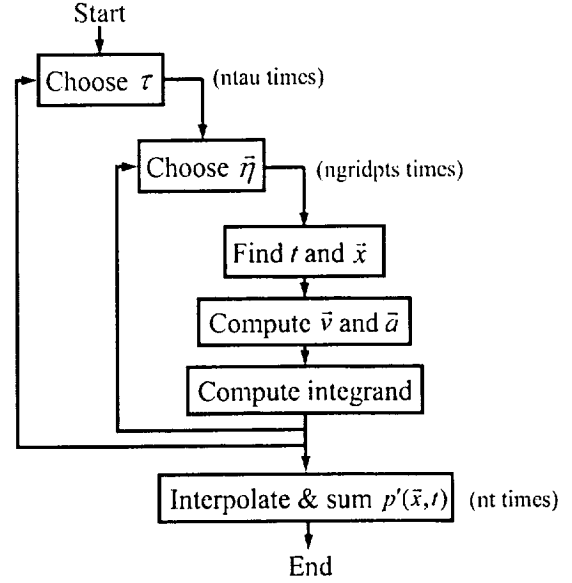 Start
Choose τ (ntau times)
Choose η⃗ (ngridpts times)
Find t and x⃗
Compute v⃗ and a⃗
Compute integrand
Interpolate & sum p′(x⃗,t) (nt times)
End